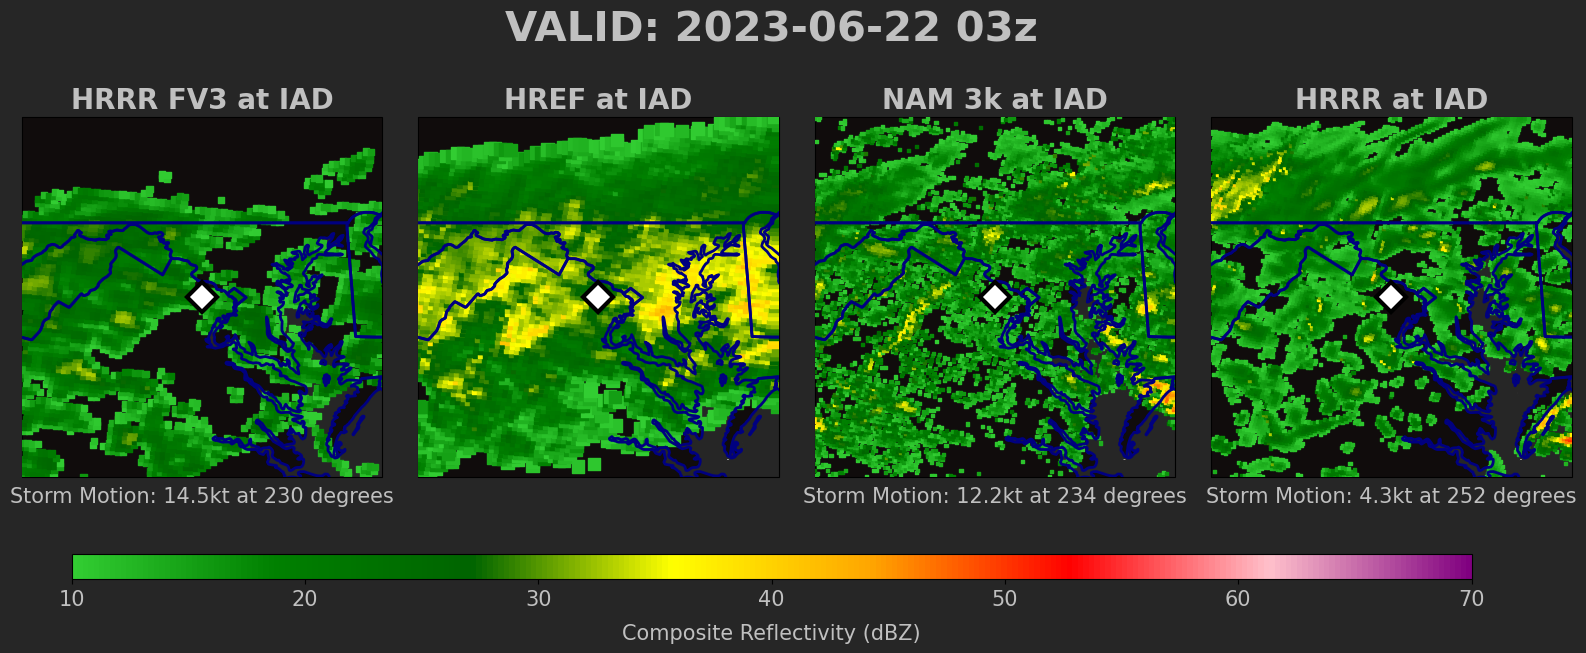 VALID: 2023-06-22 03z
HRRR FV3 at IAD
HREF at IAD
NAM 3k at IAD
HRRR at IAD
Storm Motion: 14.5kt at 230 degrees
Storm Motion: 12.2kt at 234 degrees
Storm Motion: 4.3kt at 252 degrees
10 20 30 40 50 60 70
Composite Reflectivity (dBZ)